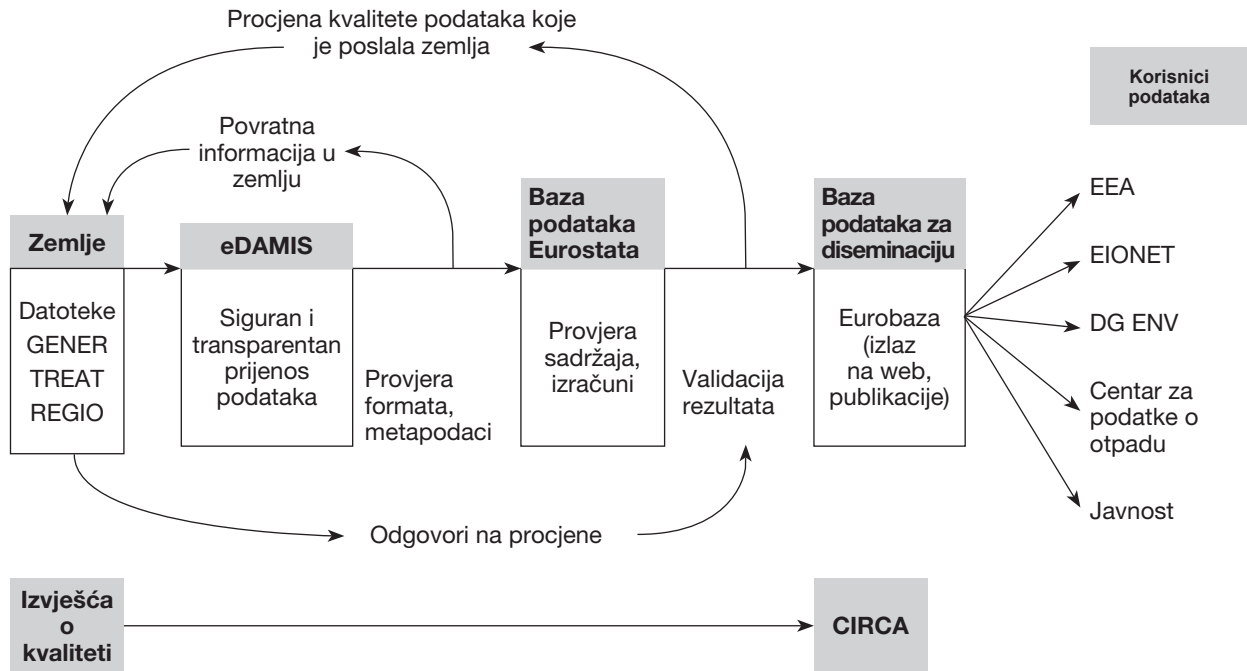 Procjena kvalitete podataka koje
je poslala zemlja
Korisnici
podataka
Povratna
informacija u
zemlju
Zemlje
Datoteke
GENER
TREAT
REGIO
eDAMIS
Siguran i
transparentan
prijenos
podataka
Provjera
formata,
metapodaci
Baza
podataka
Eurostata
Provjera
sadržaja,
izračuni
Validacija
rezultata
Baza
podataka za
diseminaciju
Eurobaza
(izlaz
na web,
publikacije)
EEA
EIONET
DG ENV
Centar za
podatke o
otpadu
Javnost
Odgovori na procjene
Izvješća
o
kvaliteti
CIRCA